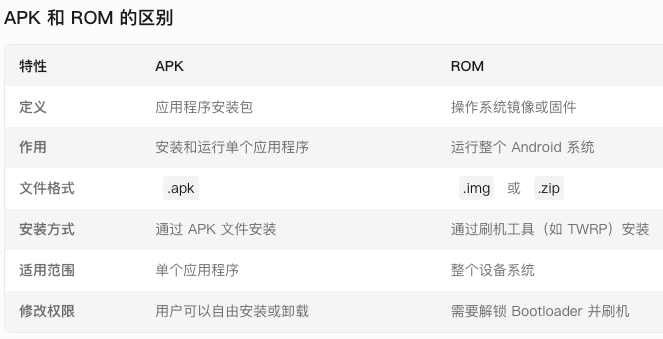 APK 和 ROM 的区别
特性 APK ROM
定义 应用程序安装包 操作系统镜像或固件
作用 安装和运行单个应用程序 运行整个 Android 系统
文件格式 .apk .img 或 .zip
安装方式 通过 APK 文件安装 通过刷机工具（如 TWRP）安装
适用范围 单个应用程序 整个设备系统
修改权限 用户可以自由安装或卸载 需要解锁 Bootloader 并刷机